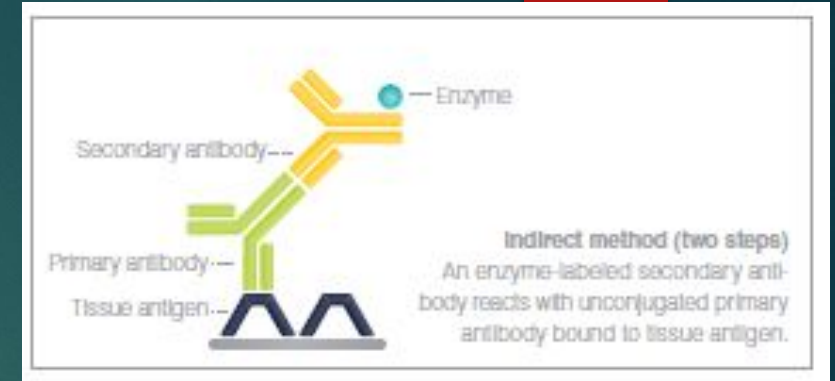 Enzyme
Secondary antibody
Primary antibody
Tissue antigen
Indirect method (two steps)
An enzyme-labeled secondary anti-
body reacts with unconjugated primary
antibody bound to tissue antigen.